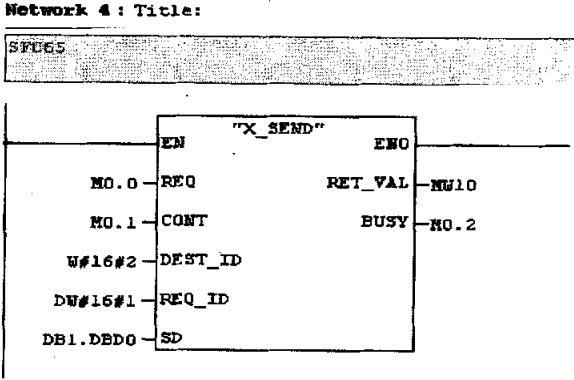 Network 4 : Title:
SFC65
"X_SEND"
EN ENO
M0.0 REQ RET_VAL MW10
M0.1 CONT BUSY M0.2
W#16#2 DEST_ID
DW#16#1 REQ_ID
DB1.DBD0 SD